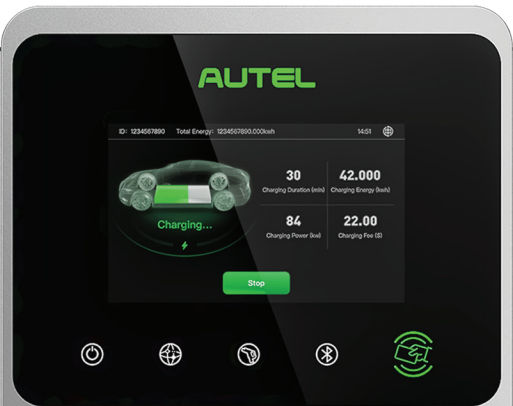 AUTEL
ID: 1234567890 Total Energy: 1234567890.000kwh 14:51
30 42.000
Charging Duration (min) Charging Energy (kwh)
84 22.00
Charging Power (kw) Charging Fee ($)
Charging...
Stop